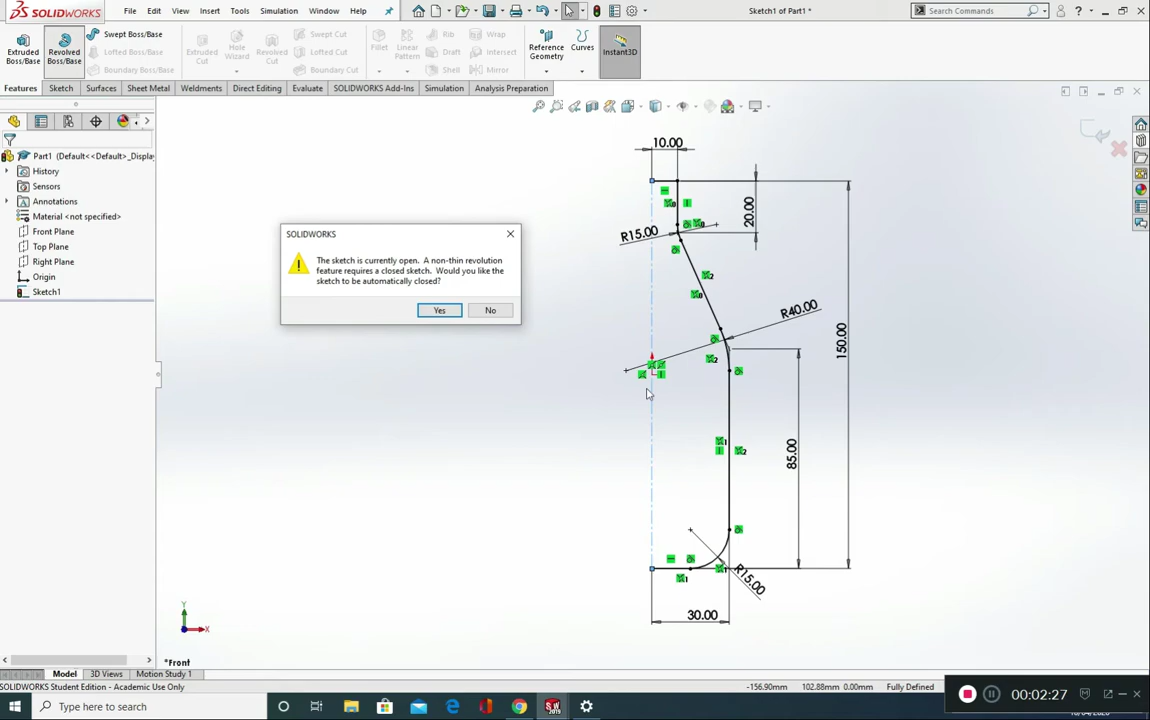 SOLIDWORKS
File Edit View Insert Tools Simulation Window Help
Sketch1 of Part1 *
Search Commands
Extruded Boss/Base
Revolved Boss/Base
Swept Boss/Base
Lofted Boss/Base
Boundary Boss/Base
Extruded Cut
Hole Wizard
Revolved Cut
Swept Cut
Lofted Cut
Boundary Cut
Fillet
Linear Pattern
Rib
Draft
Shell
Wrap
Intersect
Mirror
Reference Geometry
Curves
Instant3D
Features Sketch Surfaces Sheet Metal Weldments Direct Editing Evaluate SOLIDWORKS Add-Ins Simulation Analysis Preparation
Part1 (Default<<Default>_Display
History
Sensors
Annotations
Material <not specified>
Front Plane
Top Plane
Right Plane
Origin
Sketch1
SOLIDWORKS
The sketch is currently open. A non-thin revolution
feature requires a closed sketch. Would you like the
sketch to be automatically closed?
Yes No
10.00
20.00
R15.00
R40.00
150.00
85.00
R15.00
30.00
Y
X
*Front
Model 3D Views Motion Study 1
SOLIDWORKS Student Edition - Academic Use Only
-156.90mm 102.88mm 0.00mm Fully Defined
Type here to search
00:02:27